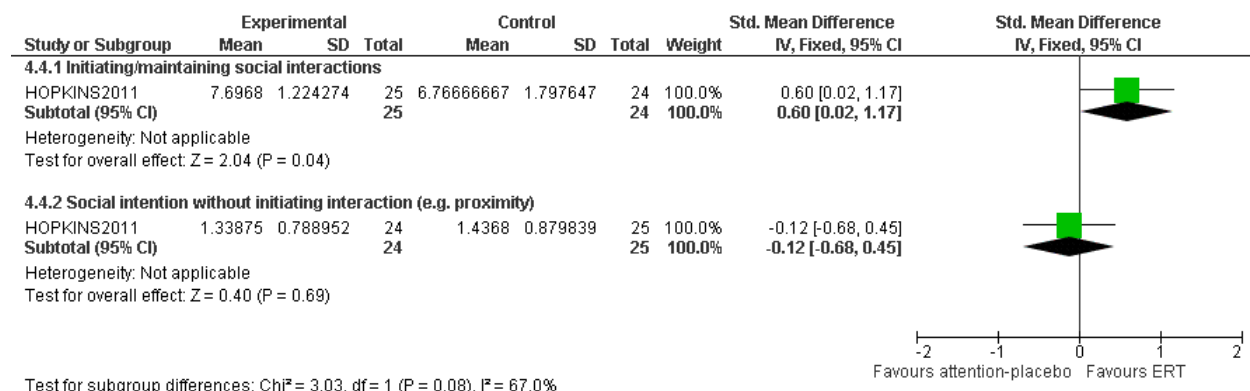 Experimental Control Std. Mean Difference Std. Mean Difference
Study or Subgroup Mean SD Total Mean SD Total Weight IV, Fixed, 95% CI IV, Fixed, 95% CI
4.4.1 Initiating/maintaining social interactions
HOPKINS2011 7.6968 1.224274 25 6.76666667 1.797647 24 100.0% 0.60 [0.02, 1.17]
Subtotal (95% CI) 25 24 100.0% 0.60 [0.02, 1.17]
Heterogeneity: Not applicable
Test for overall effect: Z = 2.04 (P = 0.04)
4.4.2 Social intention without initiating interaction (e.g. proximity)
HOPKINS2011 1.33875 0.788952 24 1.4368 0.879839 25 100.0% -0.12 [-0.68, 0.45]
Subtotal (95% CI) 24 25 100.0% -0.12 [-0.68, 0.45]
Heterogeneity: Not applicable
Test for overall effect: Z = 0.40 (P = 0.69)
-2 -1 0 1 2
Favours attention-placebo Favours ERT
Test for subgroup differences: Chi² = 3.03, df = 1 (P = 0.08), I² = 67.0%